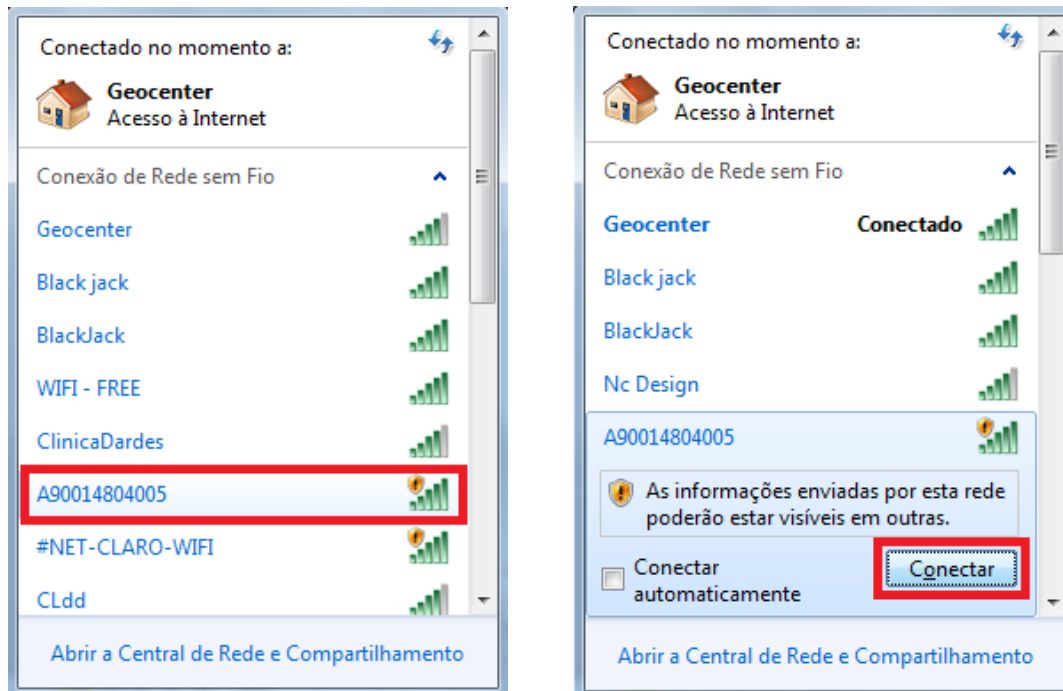 Conectado no momento a:
Geocenter
Acesso à Internet
Conexão de Rede sem Fio
Geocenter
Black jack
BlackJack
WIFI - FREE
ClinicaDardes
A90014804005
#NET-CLARO-WIFI
CLdd
Abrir a Central de Rede e Compartilhamento
Conectado no momento a:
Geocenter
Acesso à Internet
Conexão de Rede sem Fio
Geocenter Conectado
Black jack
BlackJack
Nc Design
A90014804005
As informações enviadas por esta rede
poderão estar visíveis em outras.
Conectar
automaticamente
Conectar
Abrir a Central de Rede e Compartilhamento